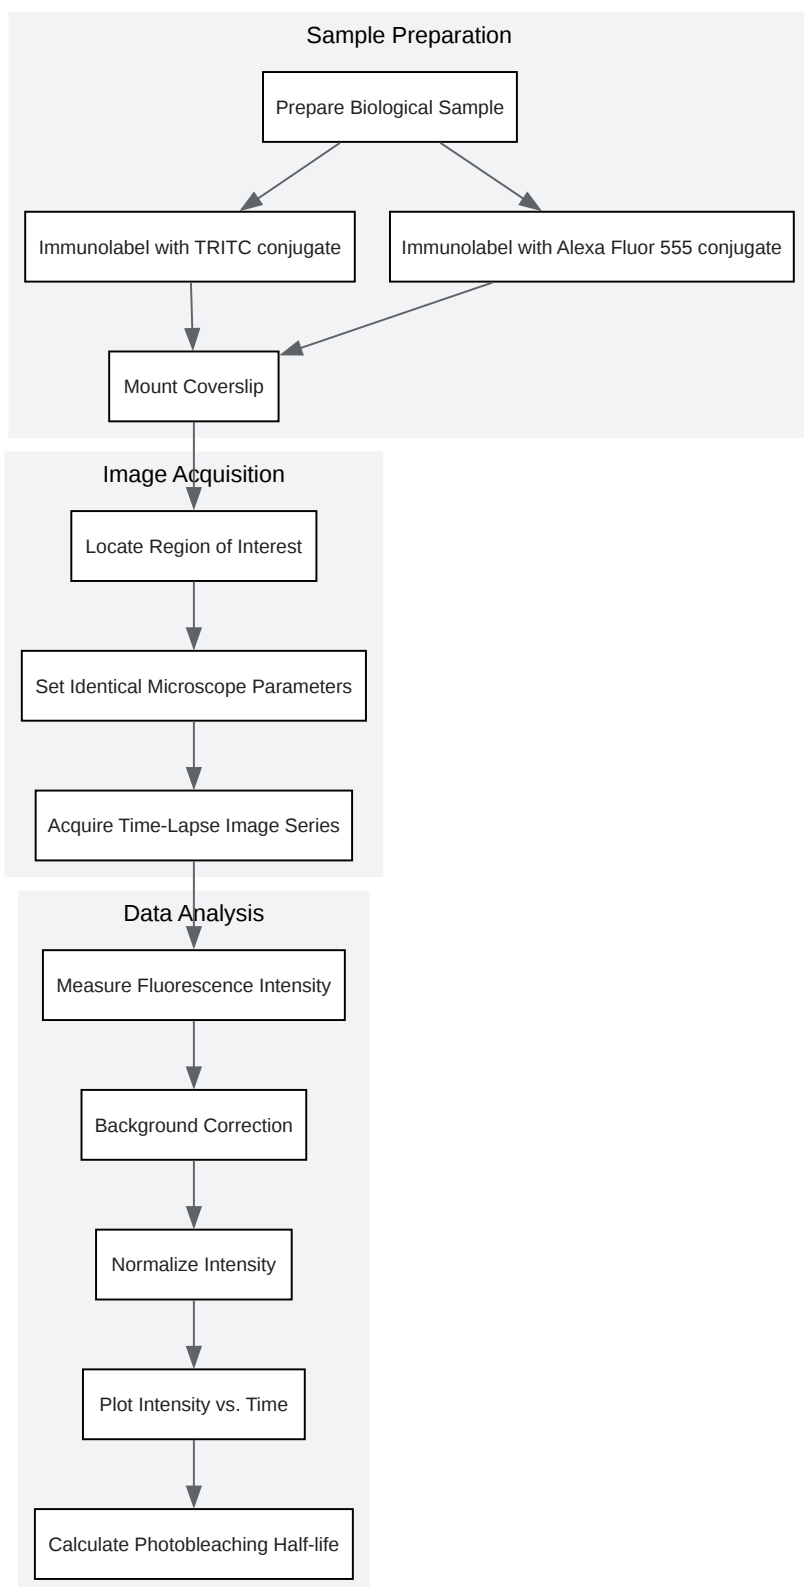 Sample Preparation
Prepare Biological Sample
Immunolabel with TRITC conjugate
Immunolabel with Alexa Fluor 555 conjugate
Mount Coverslip
Image Acquisition
Locate Region of Interest
Set Identical Microscope Parameters
Acquire Time-Lapse Image Series
Data Analysis
Measure Fluorescence Intensity
Background Correction
Normalize Intensity
Plot Intensity vs. Time
Calculate Photobleaching Half-life